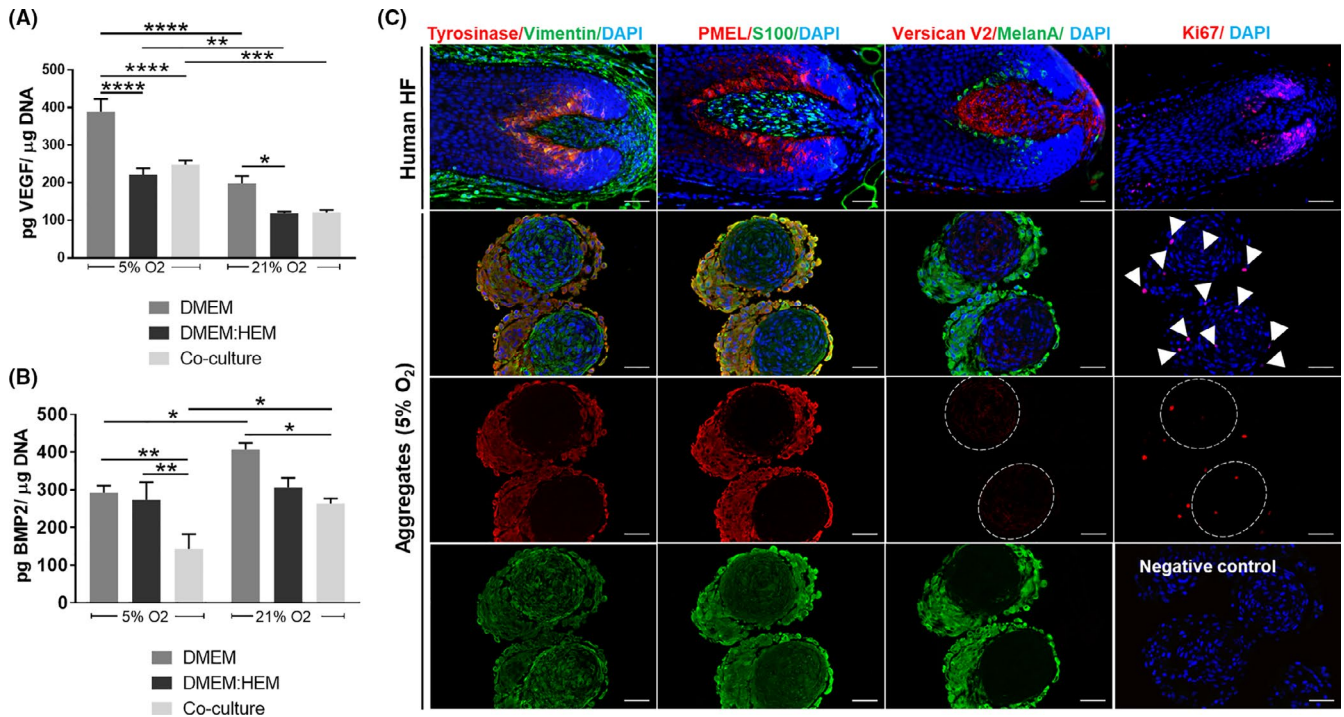 (A)
****
**
****
***
****
*
pg VEGF/ µg DNA
500
400
300
200
100
0
5% O2
21% O2
DMEM
DMEM:HEM
Co-culture
(B)
*
*
*
**
**
pg BMP2/ µg DNA
500
400
300
200
100
0
5% O2
21% O2
DMEM
DMEM:HEM
Co-culture
(C)
Tyrosinase/Vimentin/DAPI
PMEL/S100/DAPI
Versican V2/MelanA/ DAPI
Ki67/ DAPI
Human HF
Aggregates (5% O₂)
Negative control